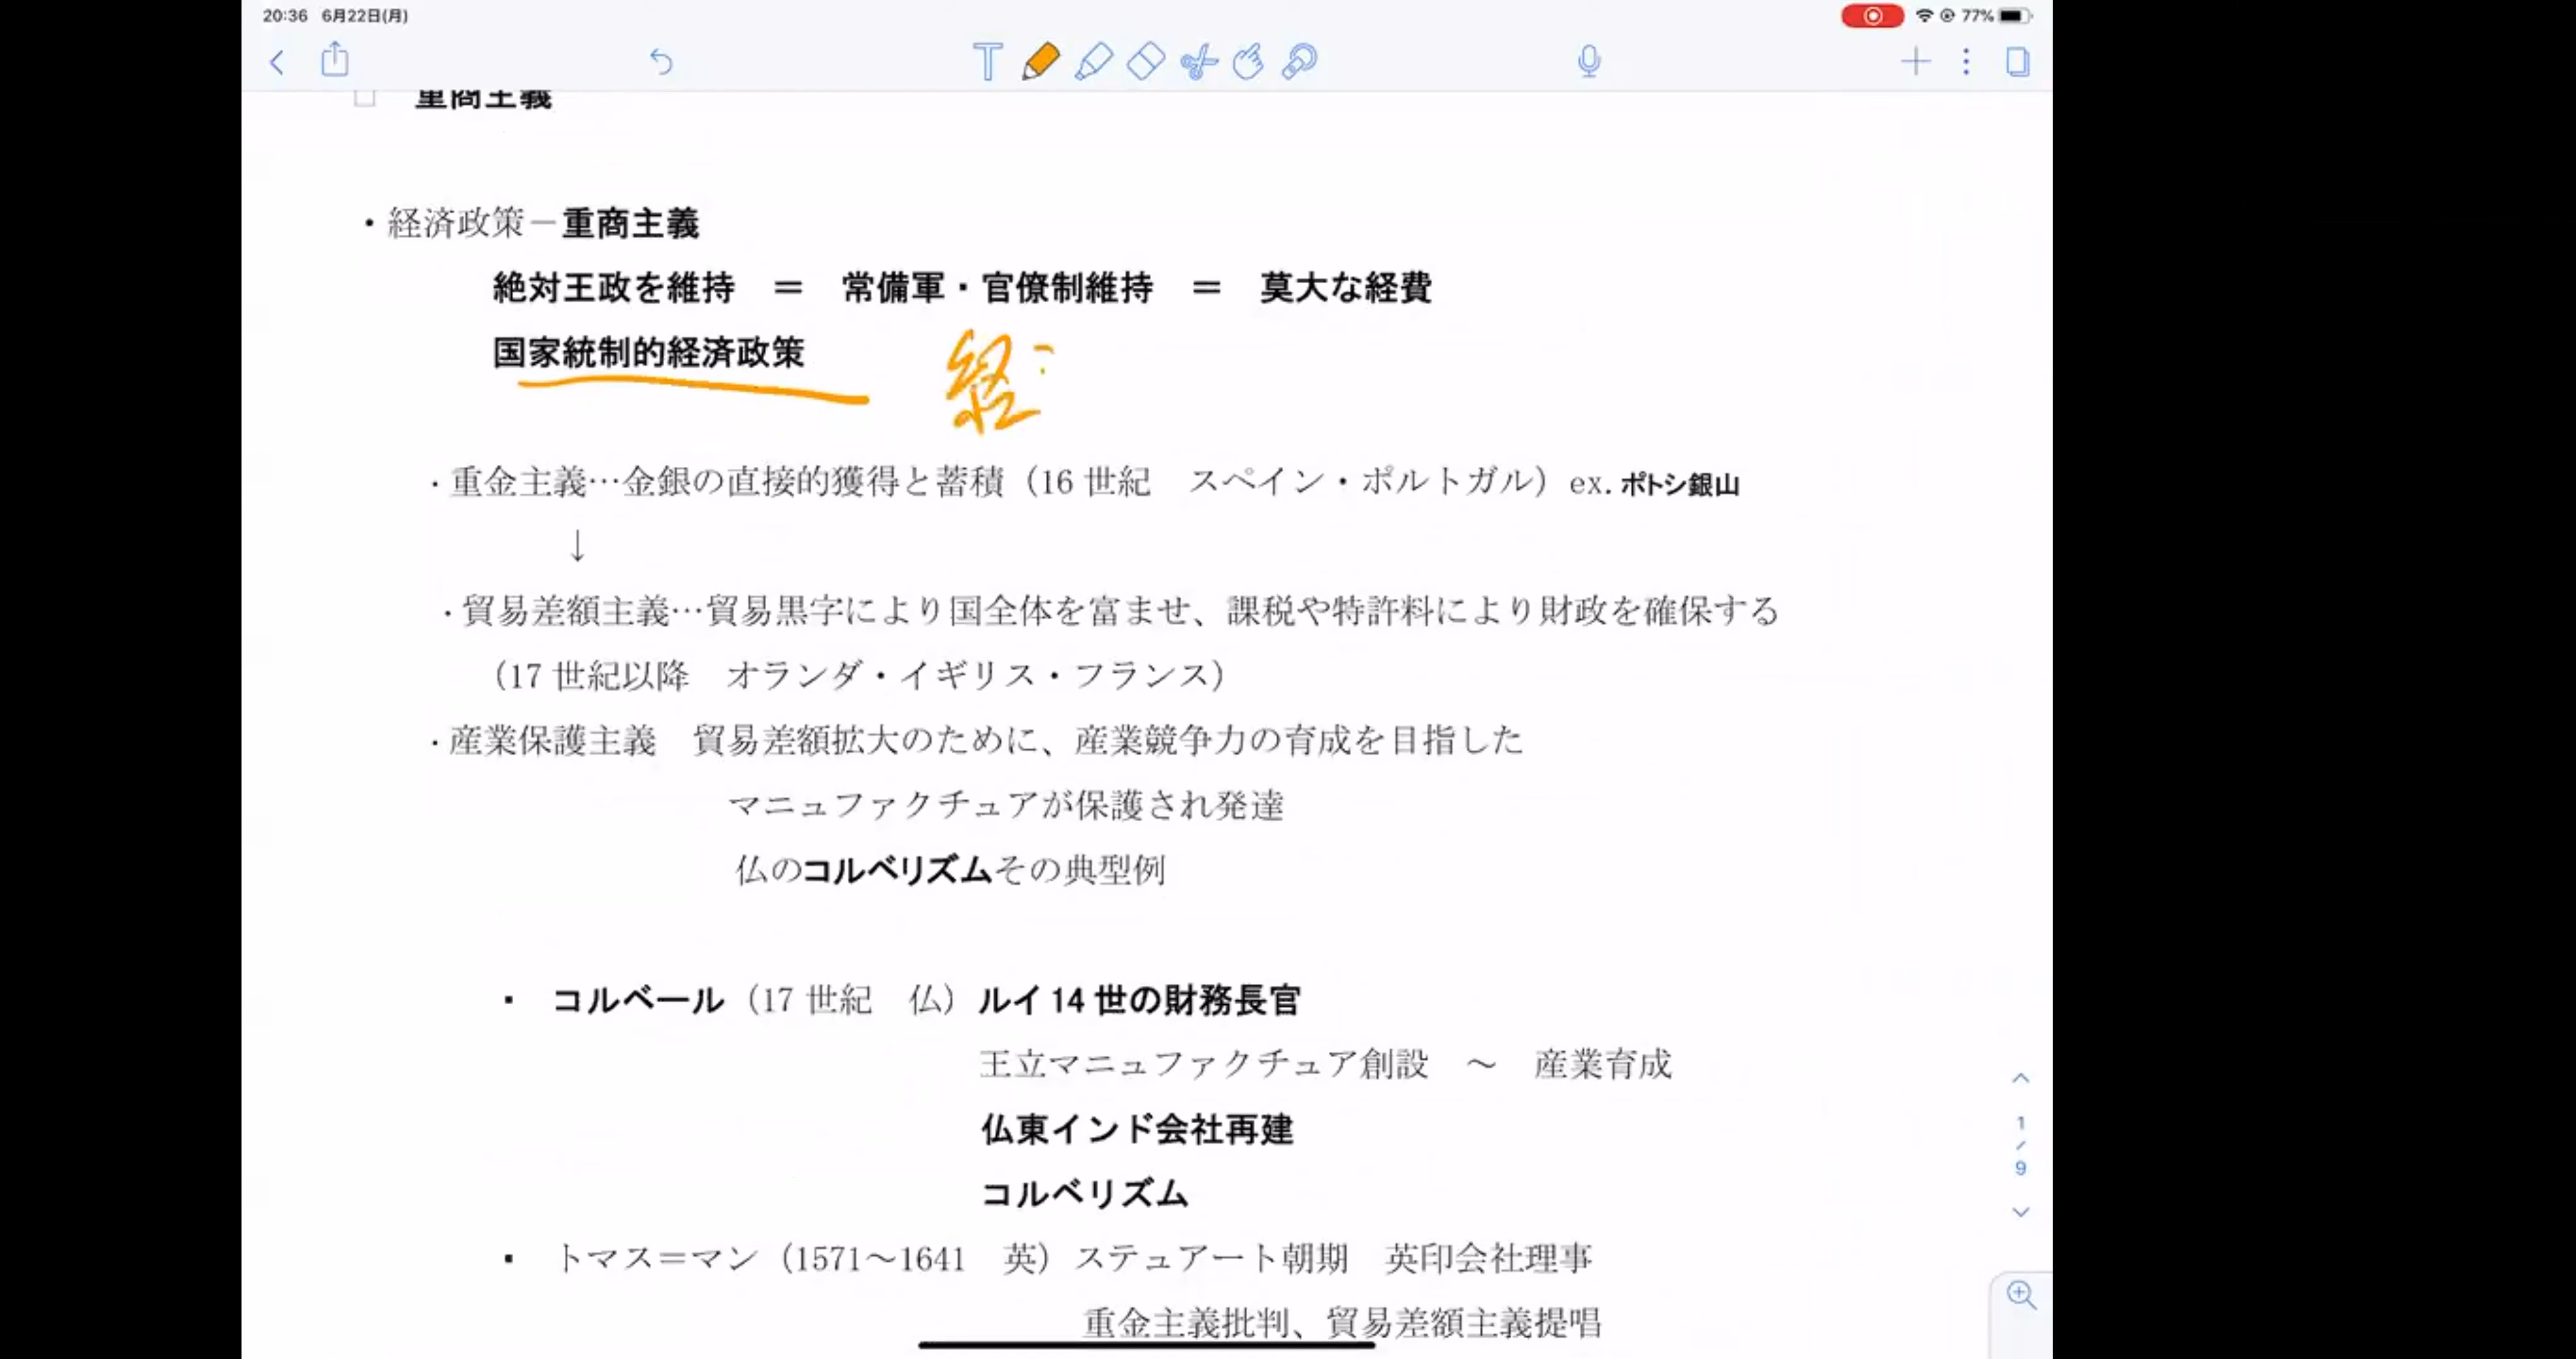 20:36 6月22日(月)
77%
重商主義
・経済政策－重商主義
絶対王政を維持 ＝ 常備軍・官僚制維持 ＝ 莫大な経費
国家統制的経済政策
経
・重金主義…金銀の直接的獲得と蓄積（16世紀 スペイン・ポルトガル）ex.ポトシ銀山
↓
・貿易差額主義…貿易黒字により国全体を富ませ、課税や特許料により財政を確保する
（17世紀以降 オランダ・イギリス・フランス）
・産業保護主義 貿易差額拡大のために、産業競争力の育成を目指した
マニュファクチュアが保護され発達
仏のコルベリズムその典型例
・ コルベール（17世紀 仏）ルイ14世の財務長官
王立マニュファクチュア創設 ～ 産業育成
仏東インド会社再建
コルベリズム
・ トマス＝マン（1571～1641 英）ステュアート朝期 英印会社理事
重金主義批判、貿易差額主義提唱
1
/
9